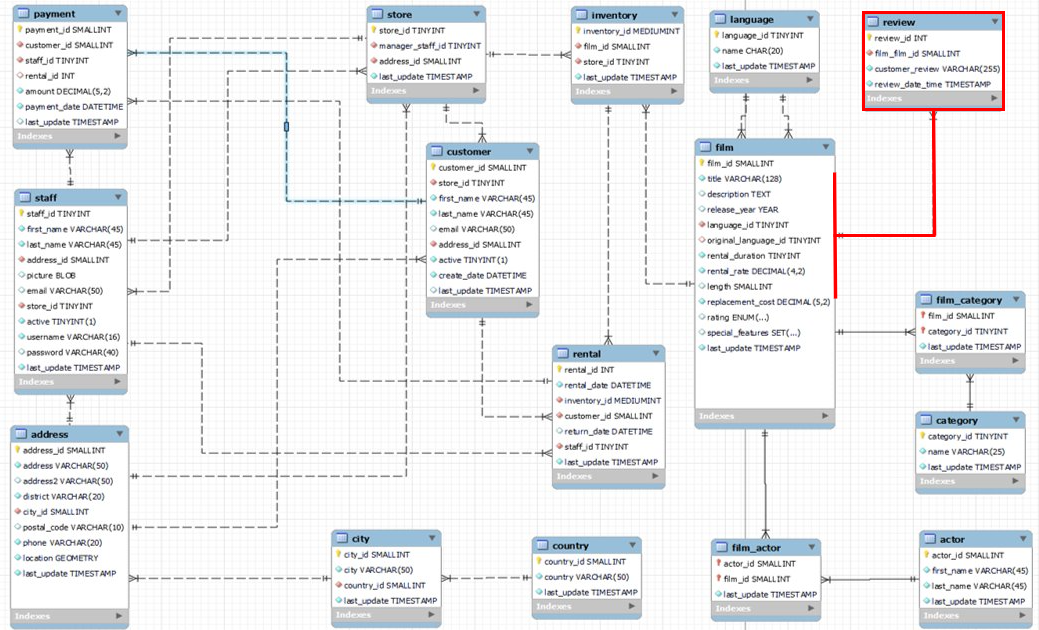 payment
payment_id SMALLINT
customer_id SMALLINT
staff_id TINYINT
rental_id INT
amount DECIMAL(5,2)
payment_date DATETIME
last_update TIMESTAMP
Indexes
store
store_id TINYINT
manager_staff_id TINYINT
address_id SMALLINT
last_update TIMESTAMP
Indexes
inventory
inventory_id MEDIUMINT
film_id SMALLINT
store_id TINYINT
last_update TIMESTAMP
Indexes
language
language_id TINYINT
name CHAR(20)
last_update TIMESTAMP
Indexes
review
review_id INT
film_film_id SMALLINT
customer_review VARCHAR(255)
review_date_time TIMESTAMP
Indexes
customer
customer_id SMALLINT
store_id TINYINT
first_name VARCHAR(45)
last_name VARCHAR(45)
email VARCHAR(50)
address_id SMALLINT
active TINYINT(1)
create_date DATETIME
last_update TIMESTAMP
Indexes
film
film_id SMALLINT
title VARCHAR(128)
description TEXT
release_year YEAR
language_id TINYINT
original_language_id TINYINT
rental_duration TINYINT
rental_rate DECIMAL(4,2)
length SMALLINT
replacement_cost DECIMAL(5,2)
rating ENUM(...)
special_features SET(...)
last_update TIMESTAMP
Indexes
staff
staff_id TINYINT
first_name VARCHAR(45)
last_name VARCHAR(45)
address_id SMALLINT
picture BLOB
email VARCHAR(50)
store_id TINYINT
active TINYINT(1)
username VARCHAR(16)
password VARCHAR(40)
last_update TIMESTAMP
Indexes
film_category
film_id SMALLINT
category_id TINYINT
last_update TIMESTAMP
Indexes
rental
rental_id INT
rental_date DATETIME
inventory_id MEDIUMINT
customer_id SMALLINT
return_date DATETIME
staff_id TINYINT
last_update TIMESTAMP
Indexes
category
category_id TINYINT
name VARCHAR(25)
last_update TIMESTAMP
Indexes
address
address_id SMALLINT
address VARCHAR(50)
address2 VARCHAR(50)
district VARCHAR(20)
city_id SMALLINT
postal_code VARCHAR(10)
phone VARCHAR(20)
location GEOMETRY
last_update TIMESTAMP
Indexes
city
city_id SMALLINT
city VARCHAR(50)
country_id SMALLINT
last_update TIMESTAMP
Indexes
country
country_id SMALLINT
country VARCHAR(50)
last_update TIMESTAMP
Indexes
film_actor
actor_id SMALLINT
film_id SMALLINT
last_update TIMESTAMP
Indexes
actor
actor_id SMALLINT
first_name VARCHAR(45)
last_name VARCHAR(45)
last_update TIMESTAMP
Indexes